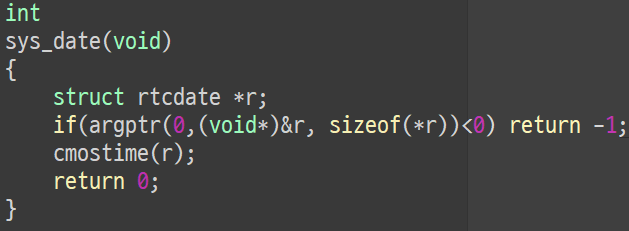 int
sys_date(void)
{
    struct rtcdate *r;
    if(argptr(0,(void*)&r, sizeof(*r))<0) return -1;
    cmostime(r);
    return 0;
}